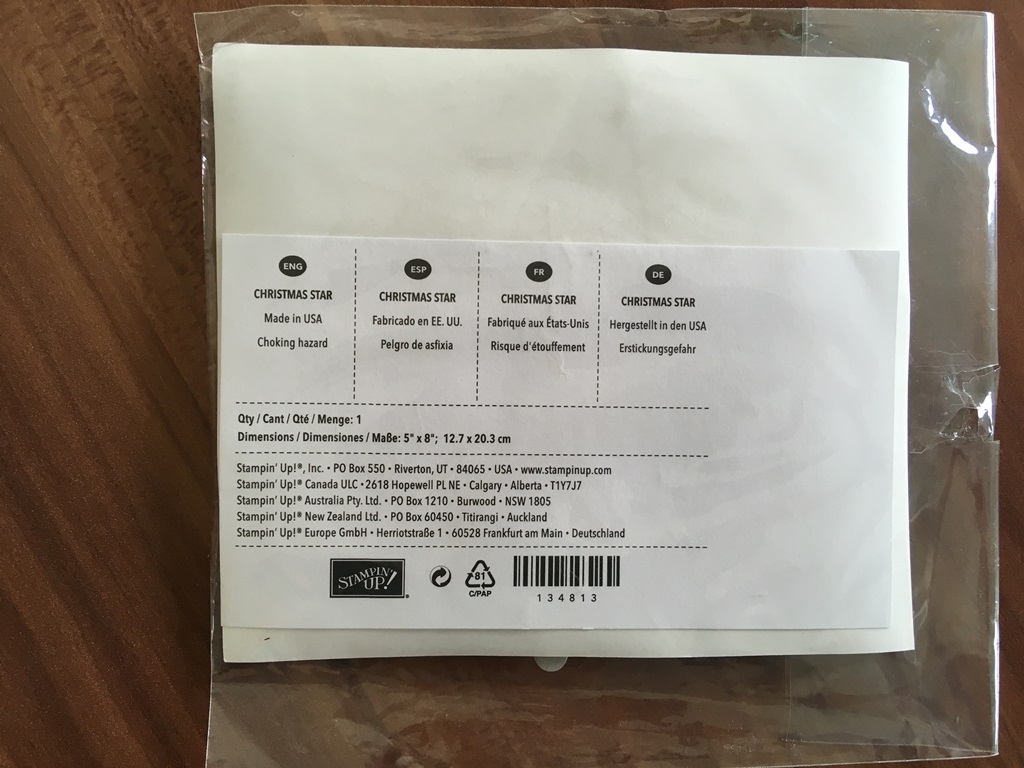 ENG
CHRISTMAS STAR
Made in USA
Choking hazard
ESP
CHRISTMAS STAR
Fabricado en EE. UU.
Pelgro de asfixia
FR
CHRISTMAS STAR
Fabriqué aux États-Unis
Risque d'étouffement
DE
CHRISTMAS STAR
Hergestellt in den USA
Erstickungsgefahr
Qty / Cant / Qté / Menge: 1
Dimensions / Dimensiones / Maße: 5" x 8"; 12.7 x 20.3 cm
Stampin' Up!®, Inc. • PO Box 550 • Riverton, UT • 84065 • USA • www.stampinup.com
Stampin' Up!® Canada ULC • 2618 Hopewell PL NE • Calgary • Alberta • T1Y7J7
Stampin' Up!® Australia Pty. Ltd. • PO Box 1210 • Burwood • NSW 1805
Stampin' Up!® New Zealand Ltd. • PO Box 60450 • Titirangi • Auckland
Stampin' Up!® Europe GmbH • Herriotstraße 1 • 60528 Frankfurt am Main • Deutschland
STAMPIN' UP!®
81
C/PAP
134813